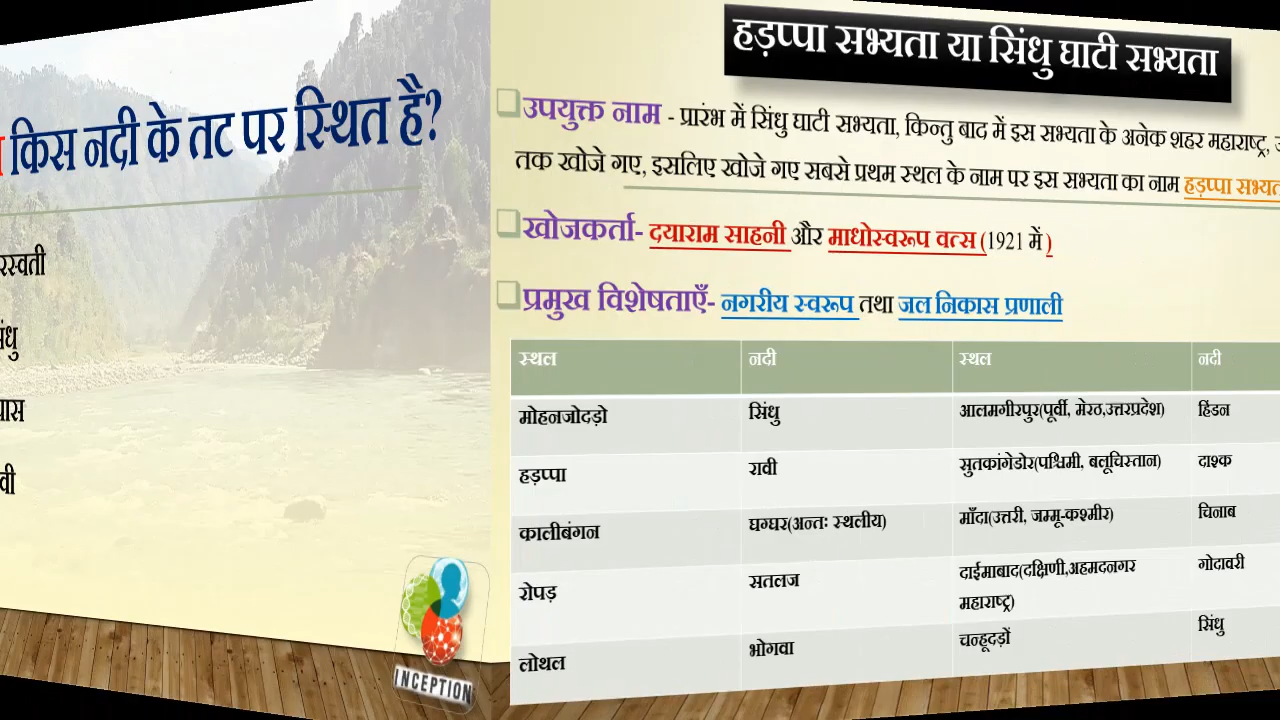 किस नदी के तट पर स्थित है?
हड़प्पा सभ्यता या सिंधु घाटी सभ्यता
उपयुक्त नाम - प्रारंभ में सिंधु घाटी सभ्यता, किन्तु बाद में इस सभ्यता के अनेक शहर महाराष्ट्र,
तक खोजे गए, इसलिए खोजे गए सबसे प्रथम स्थल के नाम पर इस सभ्यता का नाम हड़प्पा
खोजकर्ता- दयाराम साहनी और माधोस्वरूप वत्स (1921 में )
प्रमुख विशेषताएँ- नगरीय स्वरूप तथा जल निकास प्रणाली
स्थल नदी स्थल नदी
मोहनजोदड़ो सिंधु आलमगीरपुर(पूर्वी, मेरठ,उत्तरप्रदेश) हिंडन
हड़प्पा रावी सुतकांगेडोर(पश्चिमी, बलूचिस्तान) दाश्क
कालीबंगन घग्घर(अन्तः स्थलीय) माँदा(उत्तरी, जम्मू-कश्मीर) चिनाब
रोपड़ सतलज दाईमाबाद(दक्षिणी,अहमदनगर गोदावरी
महाराष्ट्र)
लोथल भोगवा चन्हूदड़ों सिंधु
INCEPTION